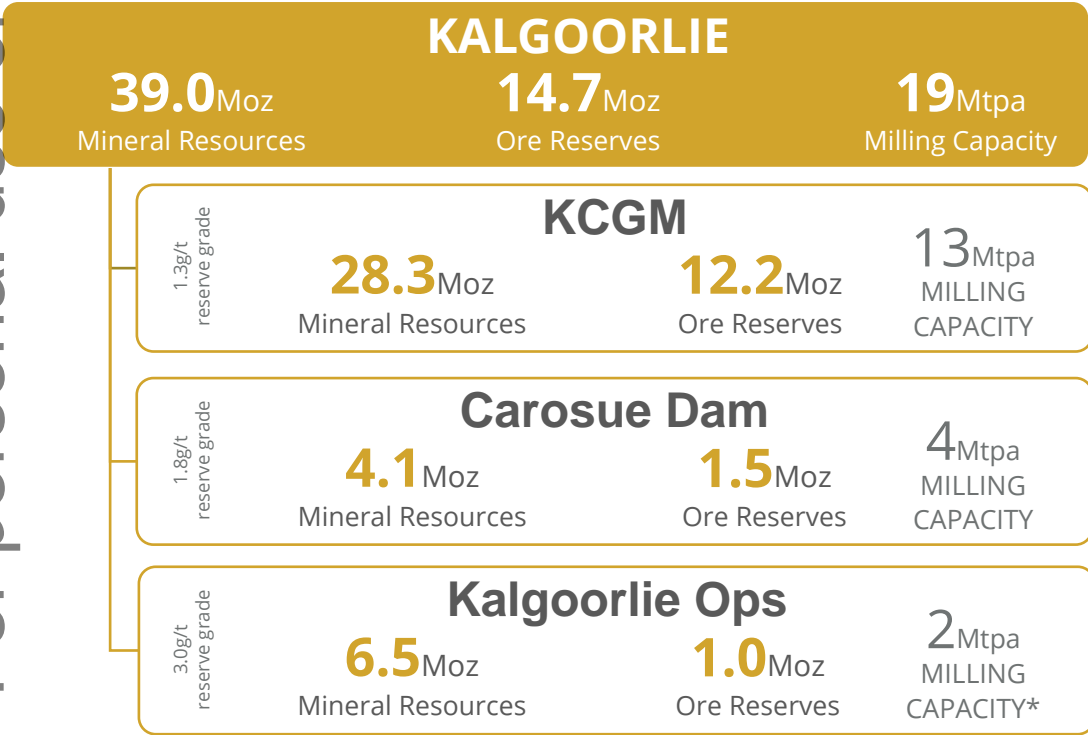 KALGOORLIE
39.0Moz 14.7Moz 19Mtpa
Mineral Resources Ore Reserves Milling Capacity
1.3g/t
reserve grade
KCGM
28.3Moz 12.2Moz 13Mtpa
Mineral Resources Ore Reserves MILLING
CAPACITY
1.8g/t
reserve grade
Carosue Dam
4.1Moz 1.5Moz 4Mtpa
Mineral Resources Ore Reserves MILLING
CAPACITY
3.0g/t
reserve grade
Kalgoorlie Ops
6.5Moz 1.0Moz 2Mtpa
Mineral Resources Ore Reserves MILLING
CAPACITY*